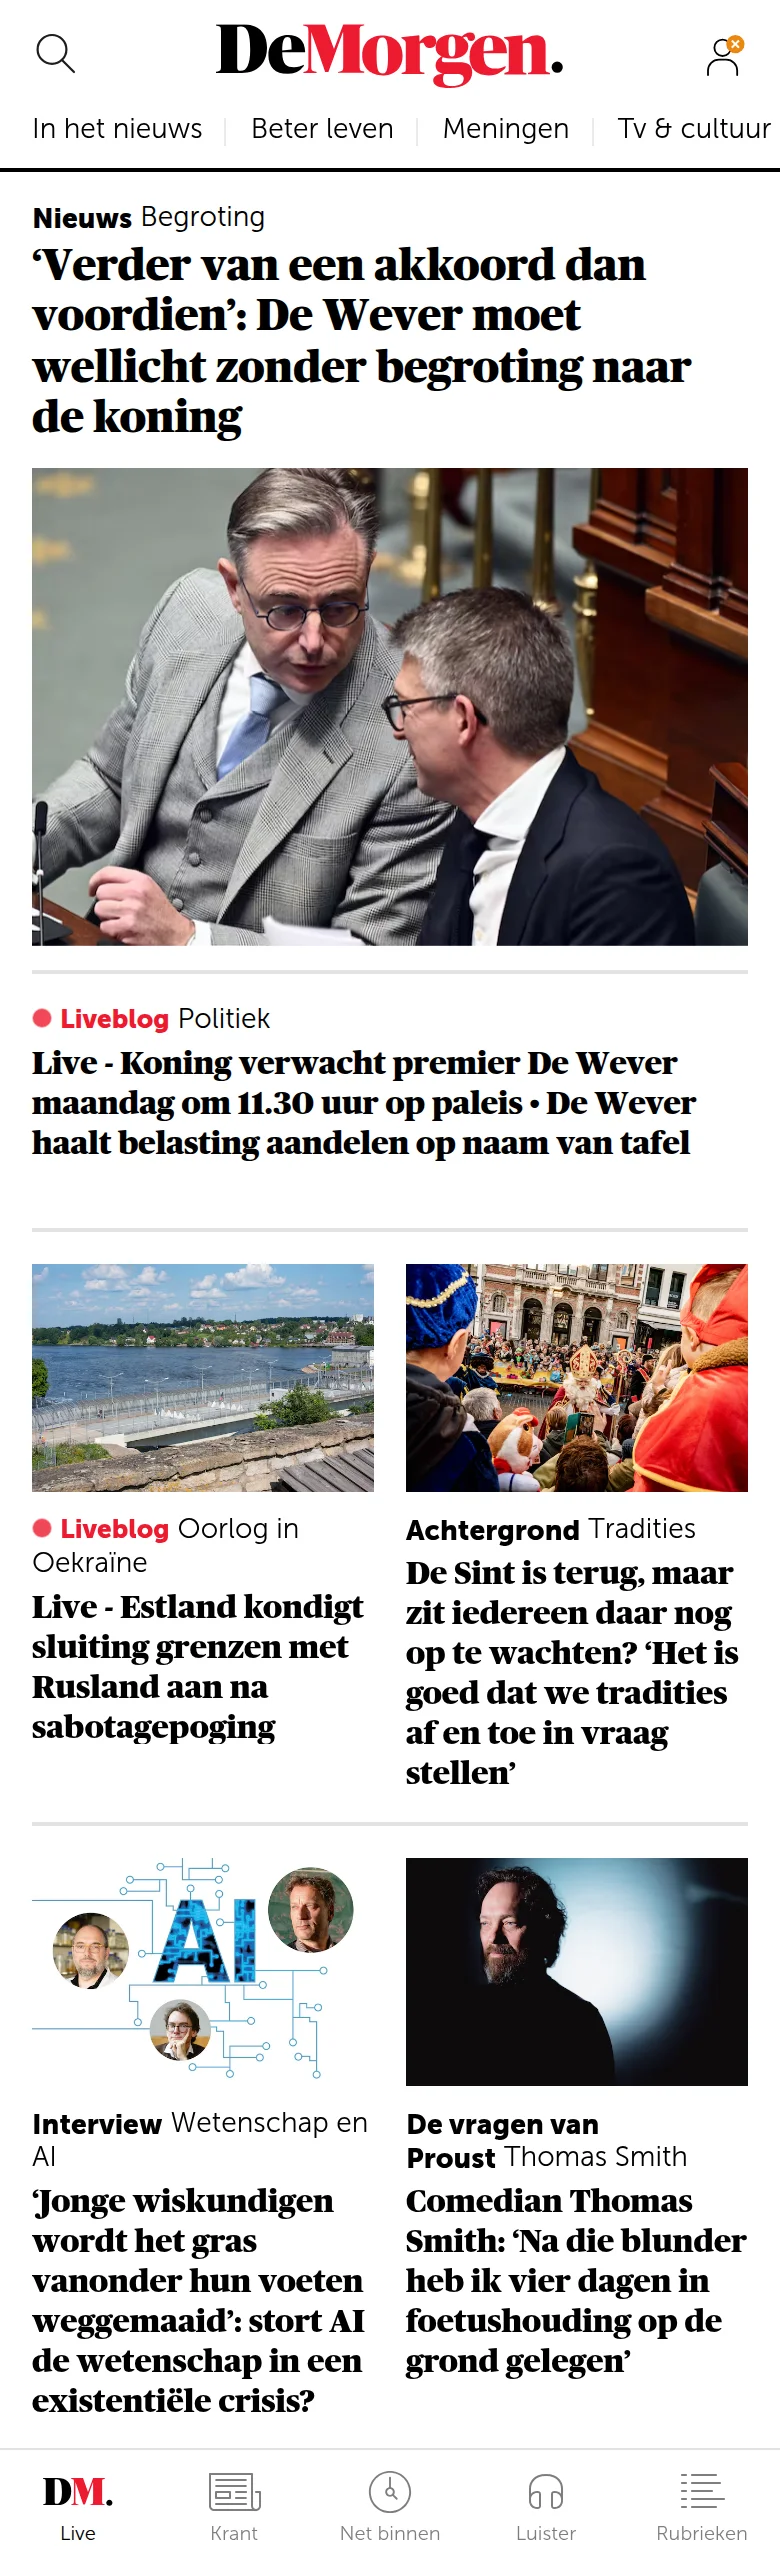 DeMorgen.
In het nieuws
Beter leven
Meningen
Tv & cultuur
Nieuws Begroting
‘Verder van een akkoord dan
voordien’: De Wever moet
wellicht zonder begroting naar
de koning
Liveblog Politiek
Live - Koning verwacht premier De Wever
maandag om 11.30 uur op paleis • De Wever
haalt belasting aandelen op naam van tafel
Liveblog Oorlog in
Oekraïne
Live - Estland kondigt
sluiting grenzen met
Rusland aan na
sabotagepoging
Achtergrond Tradities
De Sint is terug, maar
zit iedereen daar nog
op te wachten? ‘Het is
goed dat we tradities
af en toe in vraag
stellen’
AI
Interview Wetenschap en
AI
‘Jonge wiskundigen
wordt het gras
vanonder hun voeten
weggemaaid’: stort AI
de wetenschap in een
existentiële crisis?
De vragen van
Proust Thomas Smith
Comedian Thomas
Smith: ‘Na die blunder
heb ik vier dagen in
foetushouding op de
grond gelegen’
DM.
Live
Krant
Net binnen
Luister
Rubrieken